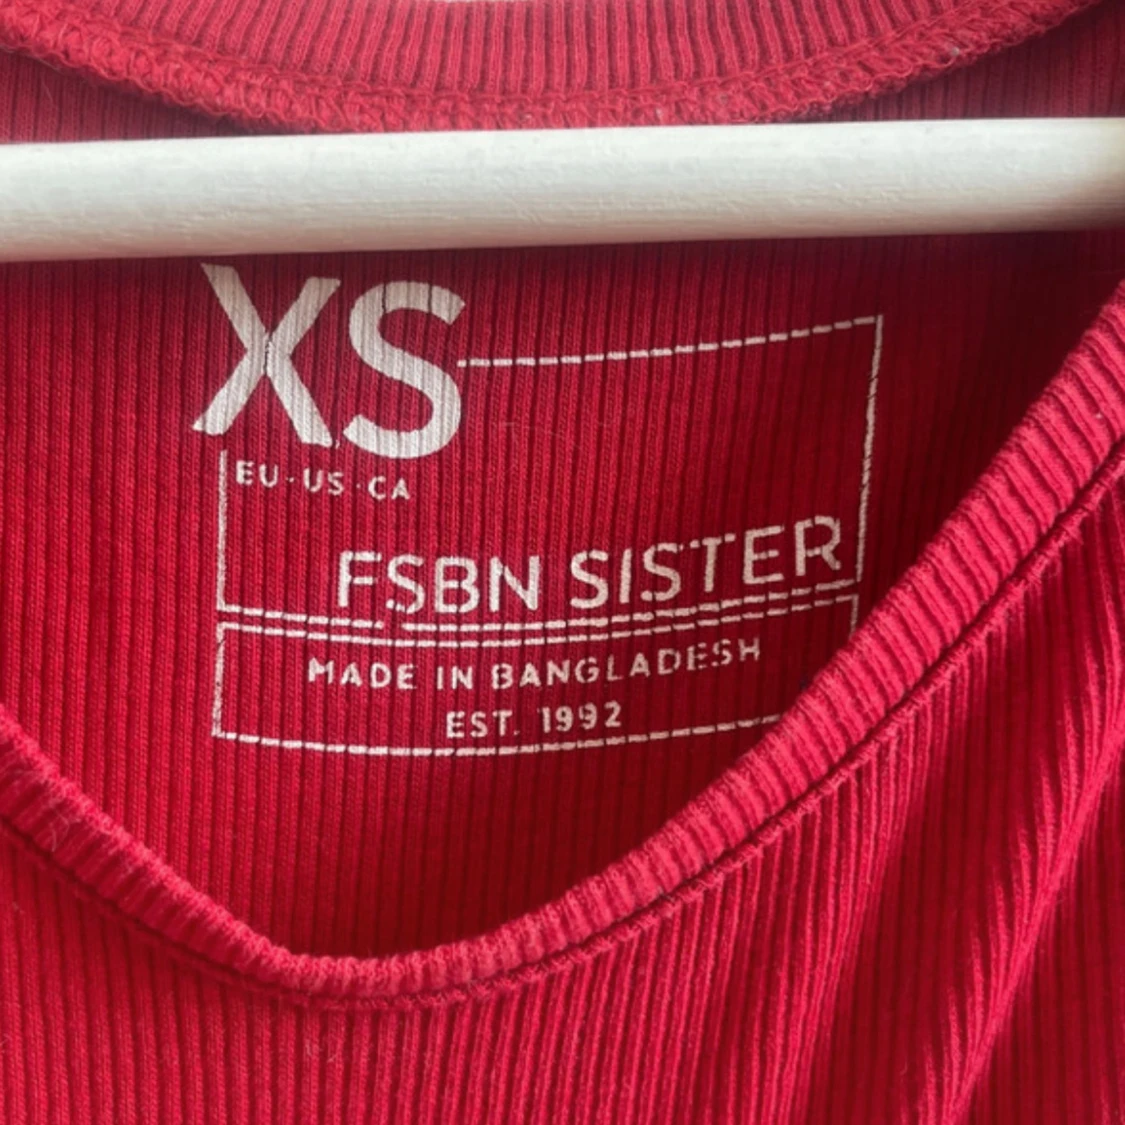 XS
EU·US·CA
FSBN SISTER
MADE IN BANGLADESH
EST. 1992